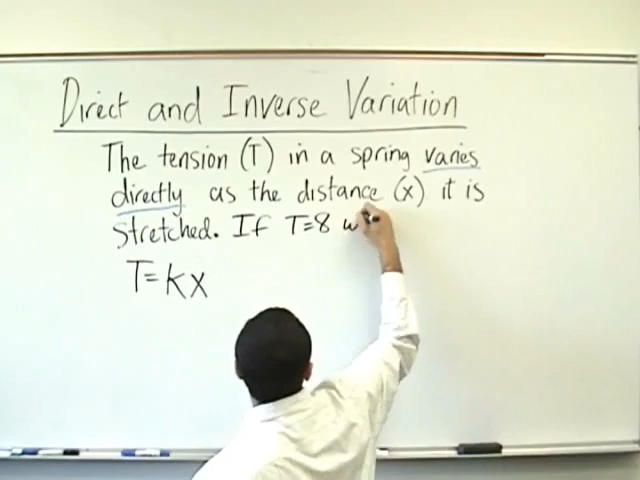 Direct and Inverse Variation
The tension (T) in a spring varies
directly as the distance (x) it is
stretched. If T=8 w
T=kx